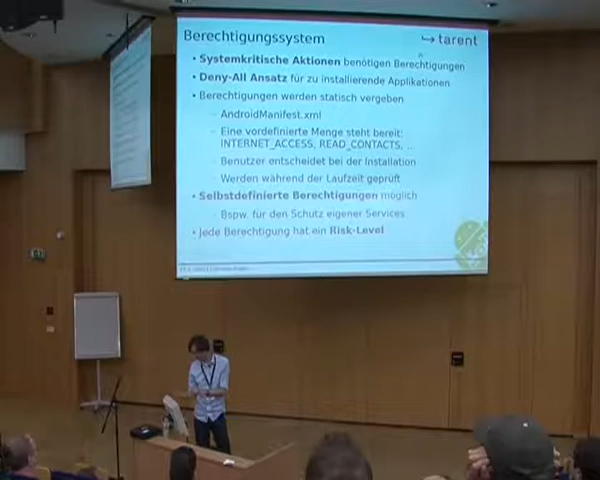 Berechtigungssystem
tarent
• Systemkritische Aktionen benötigen Berechtigungen
• Deny-All Ansatz für zu installierende Applikationen
• Berechtigungen werden statisch vergeben
– AndroidManifest.xml
– Eine vordefinierte Menge steht bereit:
INTERNET_ACCESS, READ_CONTACTS, ...
– Benutzer entscheidet bei der Installation
– Werden während der Laufzeit geprüft
• Selbstdefinierte Berechtigungen möglich
– Bspw. für den Schutz eigener Services
• Jede Berechtigung hat ein Risk-Level